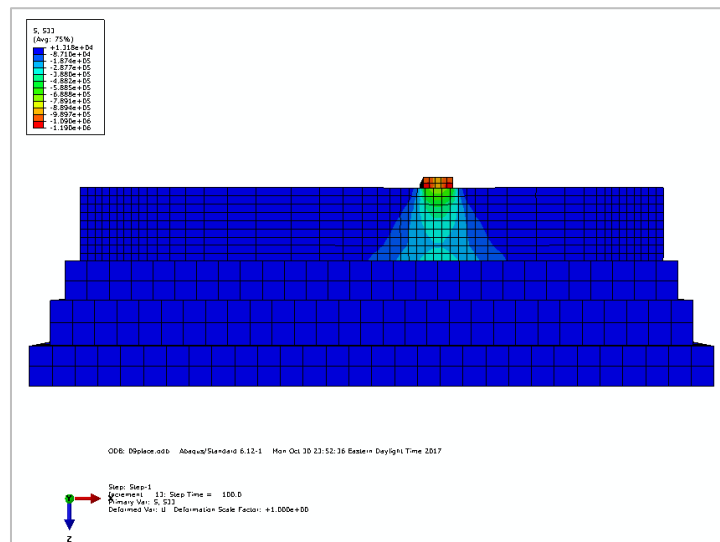 S, S33
(Avg: 75%)
+1.318e+04
-8.710e+04
-1.874e+05
-2.877e+05
-3.880e+05
-4.882e+05
-5.885e+05
-6.888e+05
-7.891e+05
-8.894e+05
-9.897e+05
-1.090e+06
-1.190e+06
ODB: D9place.odb Abaqus/Standard 6.12-1 Mon Oct 30 23:52:36 Eastern Daylight Time 2017
Step: Step-1
Increment 13: Step Time = 100.0
Primary Var: S, S33
Deformed Var: U Deformation Scale Factor: +1.000e+00
Y
X
Z